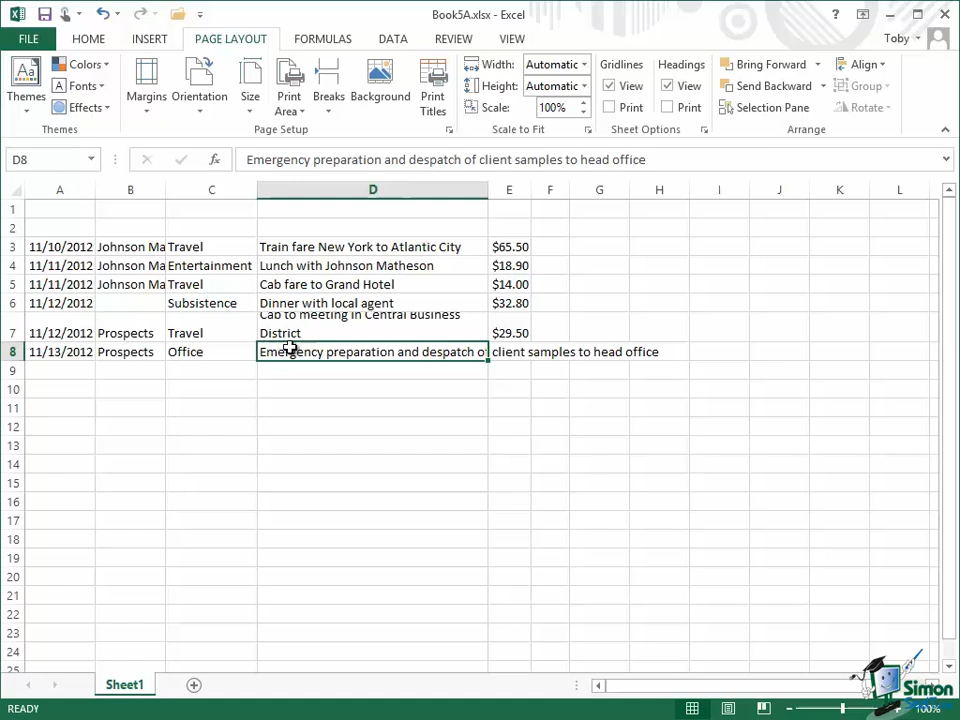 Book5A.xlsx - Excel
?
FILE HOME INSERT PAGE LAYOUT FORMULAS DATA REVIEW VIEW Toby
Colors Width: Automatic Gridlines Headings Bring Forward Align
Aa Fonts Height: Automatic View View Send Backward Group
Themes Effects Margins Orientation Size Print Area Breaks Background Print Titles Scale: 100% Print Print Selection Pane Rotate
Themes Page Setup Scale to Fit Sheet Options Arrange
D8 fx Emergency preparation and despatch of client samples to head office
A B C D E F G H I J K L
1
2
3 11/10/2012 Johnson Ma Travel Train fare New York to Atlantic City $65.50
4 11/11/2012 Johnson Ma Entertainment Lunch with Johnson Matheson $18.90
5 11/11/2012 Johnson Ma Travel Cab fare to Grand Hotel $14.00
6 11/12/2012 Subsistence Dinner with local agent $32.80
Cab to meeting in Central Business
7 11/12/2012 Prospects Travel District $29.50
8 11/13/2012 Prospects Office Emergency preparation and despatch of client samples to head office
9
10
11
12
13
14
15
16
17
18
19
20
21
22
23
24
25
Sheet1
Simon
READY 100%